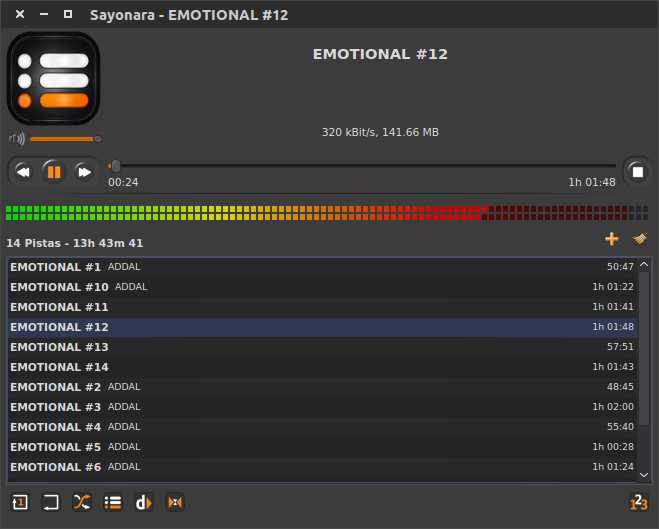 Sayonara - EMOTIONAL #12
EMOTIONAL #12
320 kBit/s, 141.66 MB
00:24 1h 01:48
14 Pistas - 13h 43m 41
EMOTIONAL #1 ADDAL 50:47
EMOTIONAL #10 ADDAL 1h 01:22
EMOTIONAL #11 1h 01:41
EMOTIONAL #12 1h 01:48
EMOTIONAL #13 57:51
EMOTIONAL #14 1h 01:43
EMOTIONAL #2 ADDAL 48:45
EMOTIONAL #3 ADDAL 1h 02:00
EMOTIONAL #4 ADDAL 55:40
EMOTIONAL #5 ADDAL 1h 00:28
EMOTIONAL #6 ADDAL 1h 01:24
1 d 123